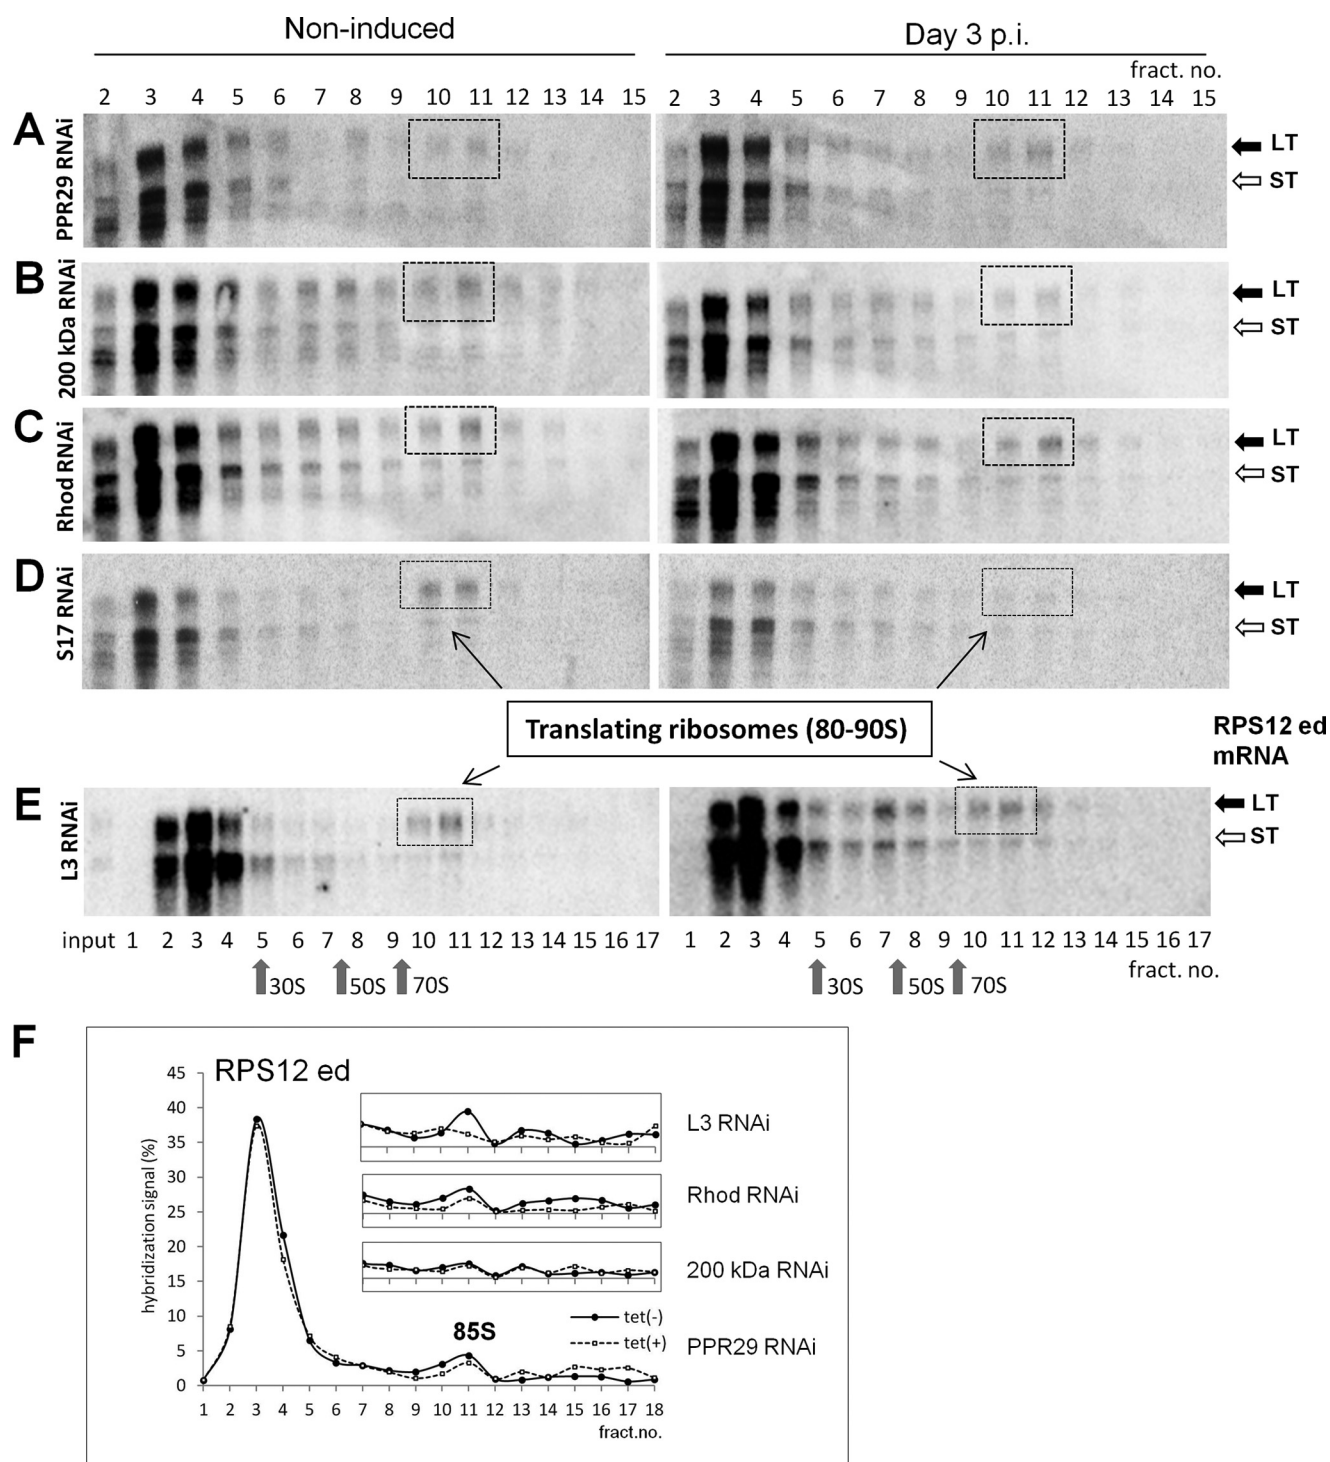 Non-induced
Day 3 p.i.
fract. no.
2 3 4 5 6 7 8 9 10 11 12 13 14 15
2 3 4 5 6 7 8 9 10 11 12 13 14 15
A
PPR29 RNAi
LT
ST
B
200 kDa RNAi
LT
ST
C
Rhod RNAi
LT
ST
D
S17 RNAi
LT
ST
Translating ribosomes (80-90S)
RPS12 ed
mRNA
E
L3 RNAi
LT
ST
input 1 2 3 4 5 6 7 8 9 10 11 12 13 14 15 16 17
1 2 3 4 5 6 7 8 9 10 11 12 13 14 15 16 17
30S 50S 70S
30S 50S 70S
fract. no.
F
RPS12 ed
hybridization signal (%)
45
40
35
30
25
20
15
10
5
0
L3 RNAi
Rhod RNAi
200 kDa RNAi
85S
tet(-)
tet(+)
PPR29 RNAi
1 2 3 4 5 6 7 8 9 10 11 12 13 14 15 16 17 18
fract.no.